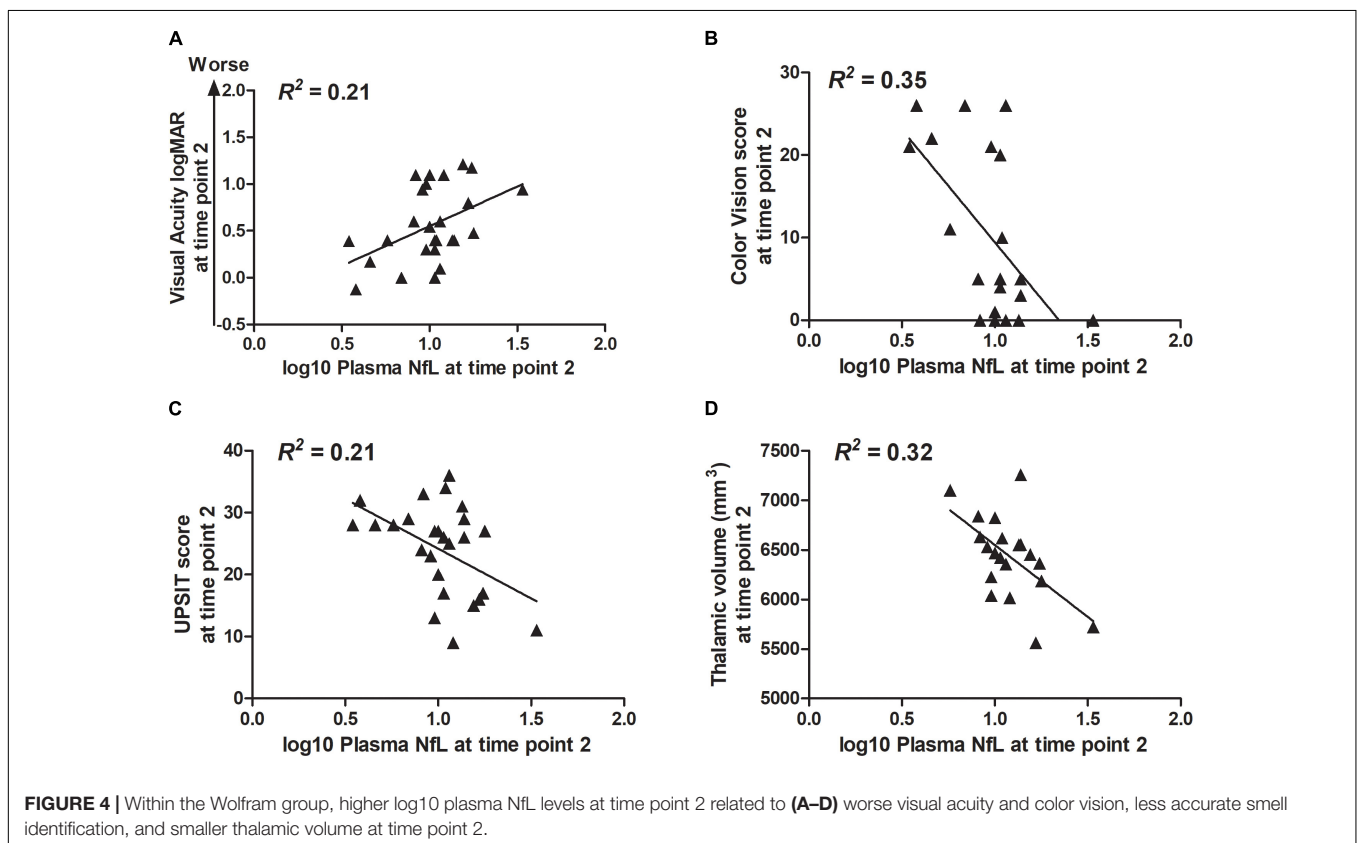 A
Worse
R² = 0.21
2.0
1.5
1.0
0.5
0.0
-0.5
Visual Acuity logMAR
at time point 2
0.0 0.5 1.0 1.5 2.0
log10 Plasma NfL at time point 2
B
R² = 0.35
30
20
10
0
Color Vision score
at time point 2
0.0 0.5 1.0 1.5 2.0
log10 Plasma NfL at time point 2
C
R² = 0.21
40
30
20
10
0
UPSIT score
at time point 2
0.0 0.5 1.0 1.5 2.0
log10 Plasma NfL at time point 2
D
R² = 0.32
7500
7000
6500
6000
5500
5000
Thalamic volume (mm³)
at time point 2
0.0 0.5 1.0 1.5 2.0
log10 Plasma NfL at time point 2
FIGURE 4 | Within the Wolfram group, higher log10 plasma NfL levels at time point 2 related to (A–D) worse visual acuity and color vision, less accurate smell
identification, and smaller thalamic volume at time point 2.